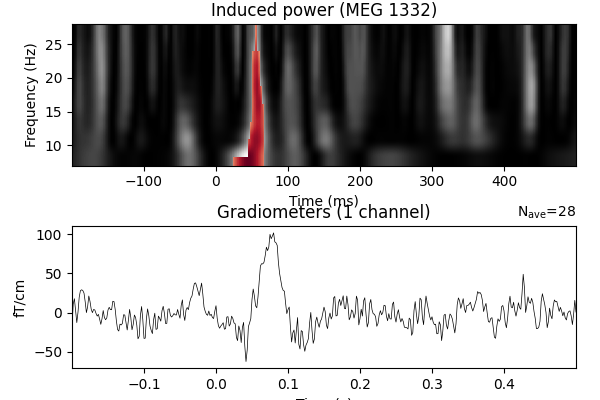 Induced power (MEG 1332)
Frequency (Hz)
25
20
15
10
−100 0 100 200 300 400
Time (ms)
Gradiometers (1 channel)
Nave=28
fT/cm
100
50
0
−50
−0.1 0.0 0.1 0.2 0.3 0.4